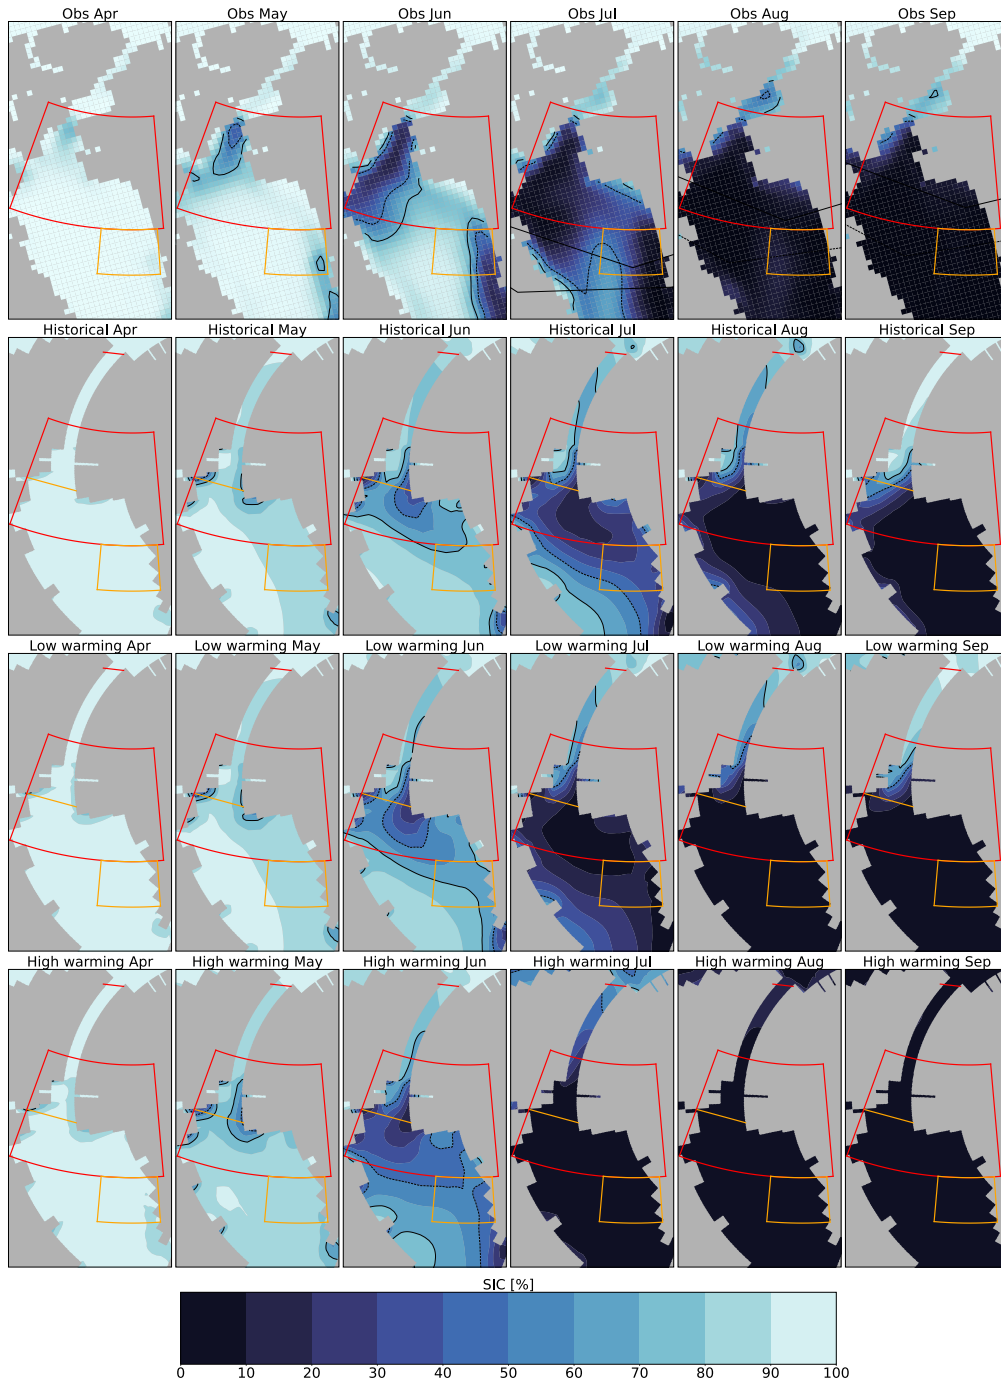 Obs Apr Obs May Obs Jun Obs Jul Obs Aug Obs Sep
Historical Apr Historical May Historical Jun Historical Jul Historical Aug Historical Sep
Low warming Apr Low warming May Low warming Jun Low warming Jul Low warming Aug Low warming Sep
High warming Apr High warming May High warming Jun High warming Jul High warming Aug High warming Sep
SIC [%]
0 10 20 30 40 50 60 70 80 90 100